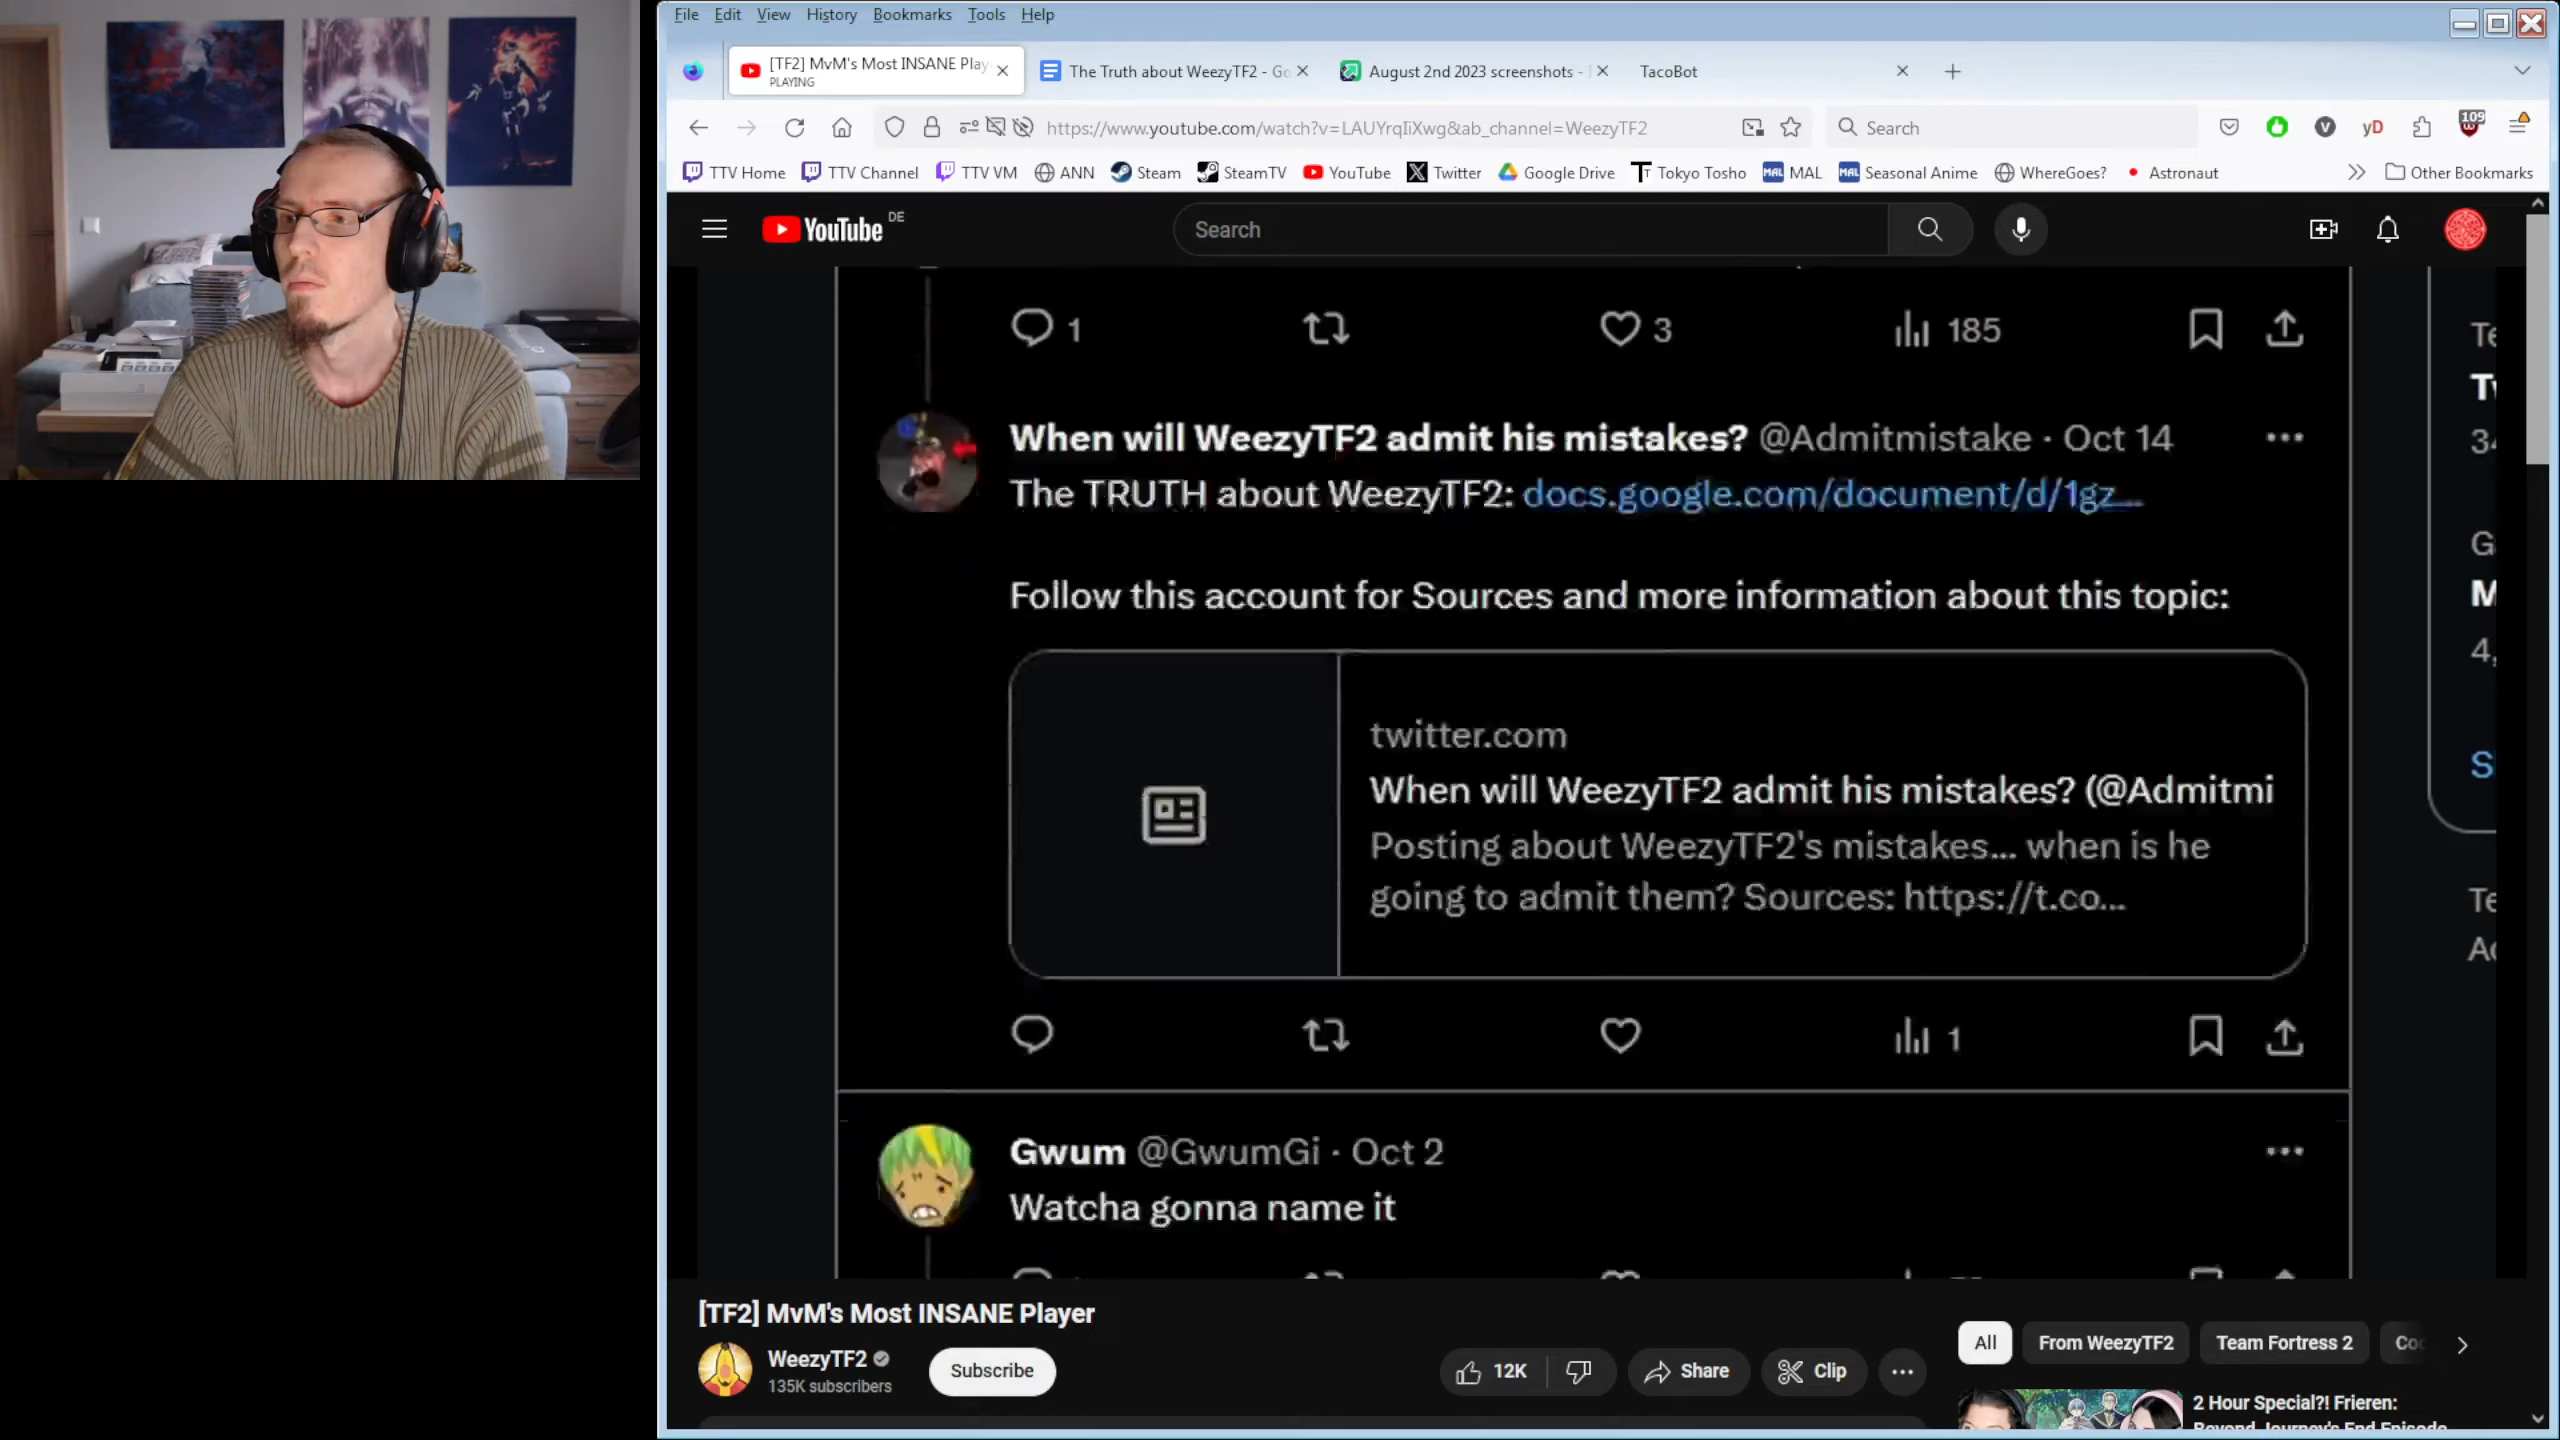 File Edit View History Bookmarks Tools Help
[TF2] MvM's Most INSANE Play
PLAYING
The Truth about WeezyTF2 - Go
August 2nd 2023 screenshots -
TacoBot
https://www.youtube.com/watch?v=LAUYrqIiXwg&ab_channel=WeezyTF2
Search
109
yD
TTV Home TTV Channel TTV VM ANN Steam SteamTV YouTube Twitter Google Drive Tokyo Tosho MAL Seasonal Anime WhereGoes? Astronaut Other Bookmarks
YouTube DE
Search
1 3 185
When will WeezyTF2 admit his mistakes? @Admitmistake · Oct 14
The TRUTH about WeezyTF2: docs.google.com/document/d/1gz...
Follow this account for Sources and more information about this topic:
twitter.com
When will WeezyTF2 admit his mistakes? (@Admitmi
Posting about WeezyTF2's mistakes... when is he
going to admit them? Sources: https://t.co...
1
Gwum @GwumGi · Oct 2
Watcha gonna name it
[TF2] MvM's Most INSANE Player
WeezyTF2
135K subscribers
Subscribe
12K
Share
Clip
All
From WeezyTF2
Team Fortress 2
2 Hour Special?! Frieren:
Beyond Journey's End Episode